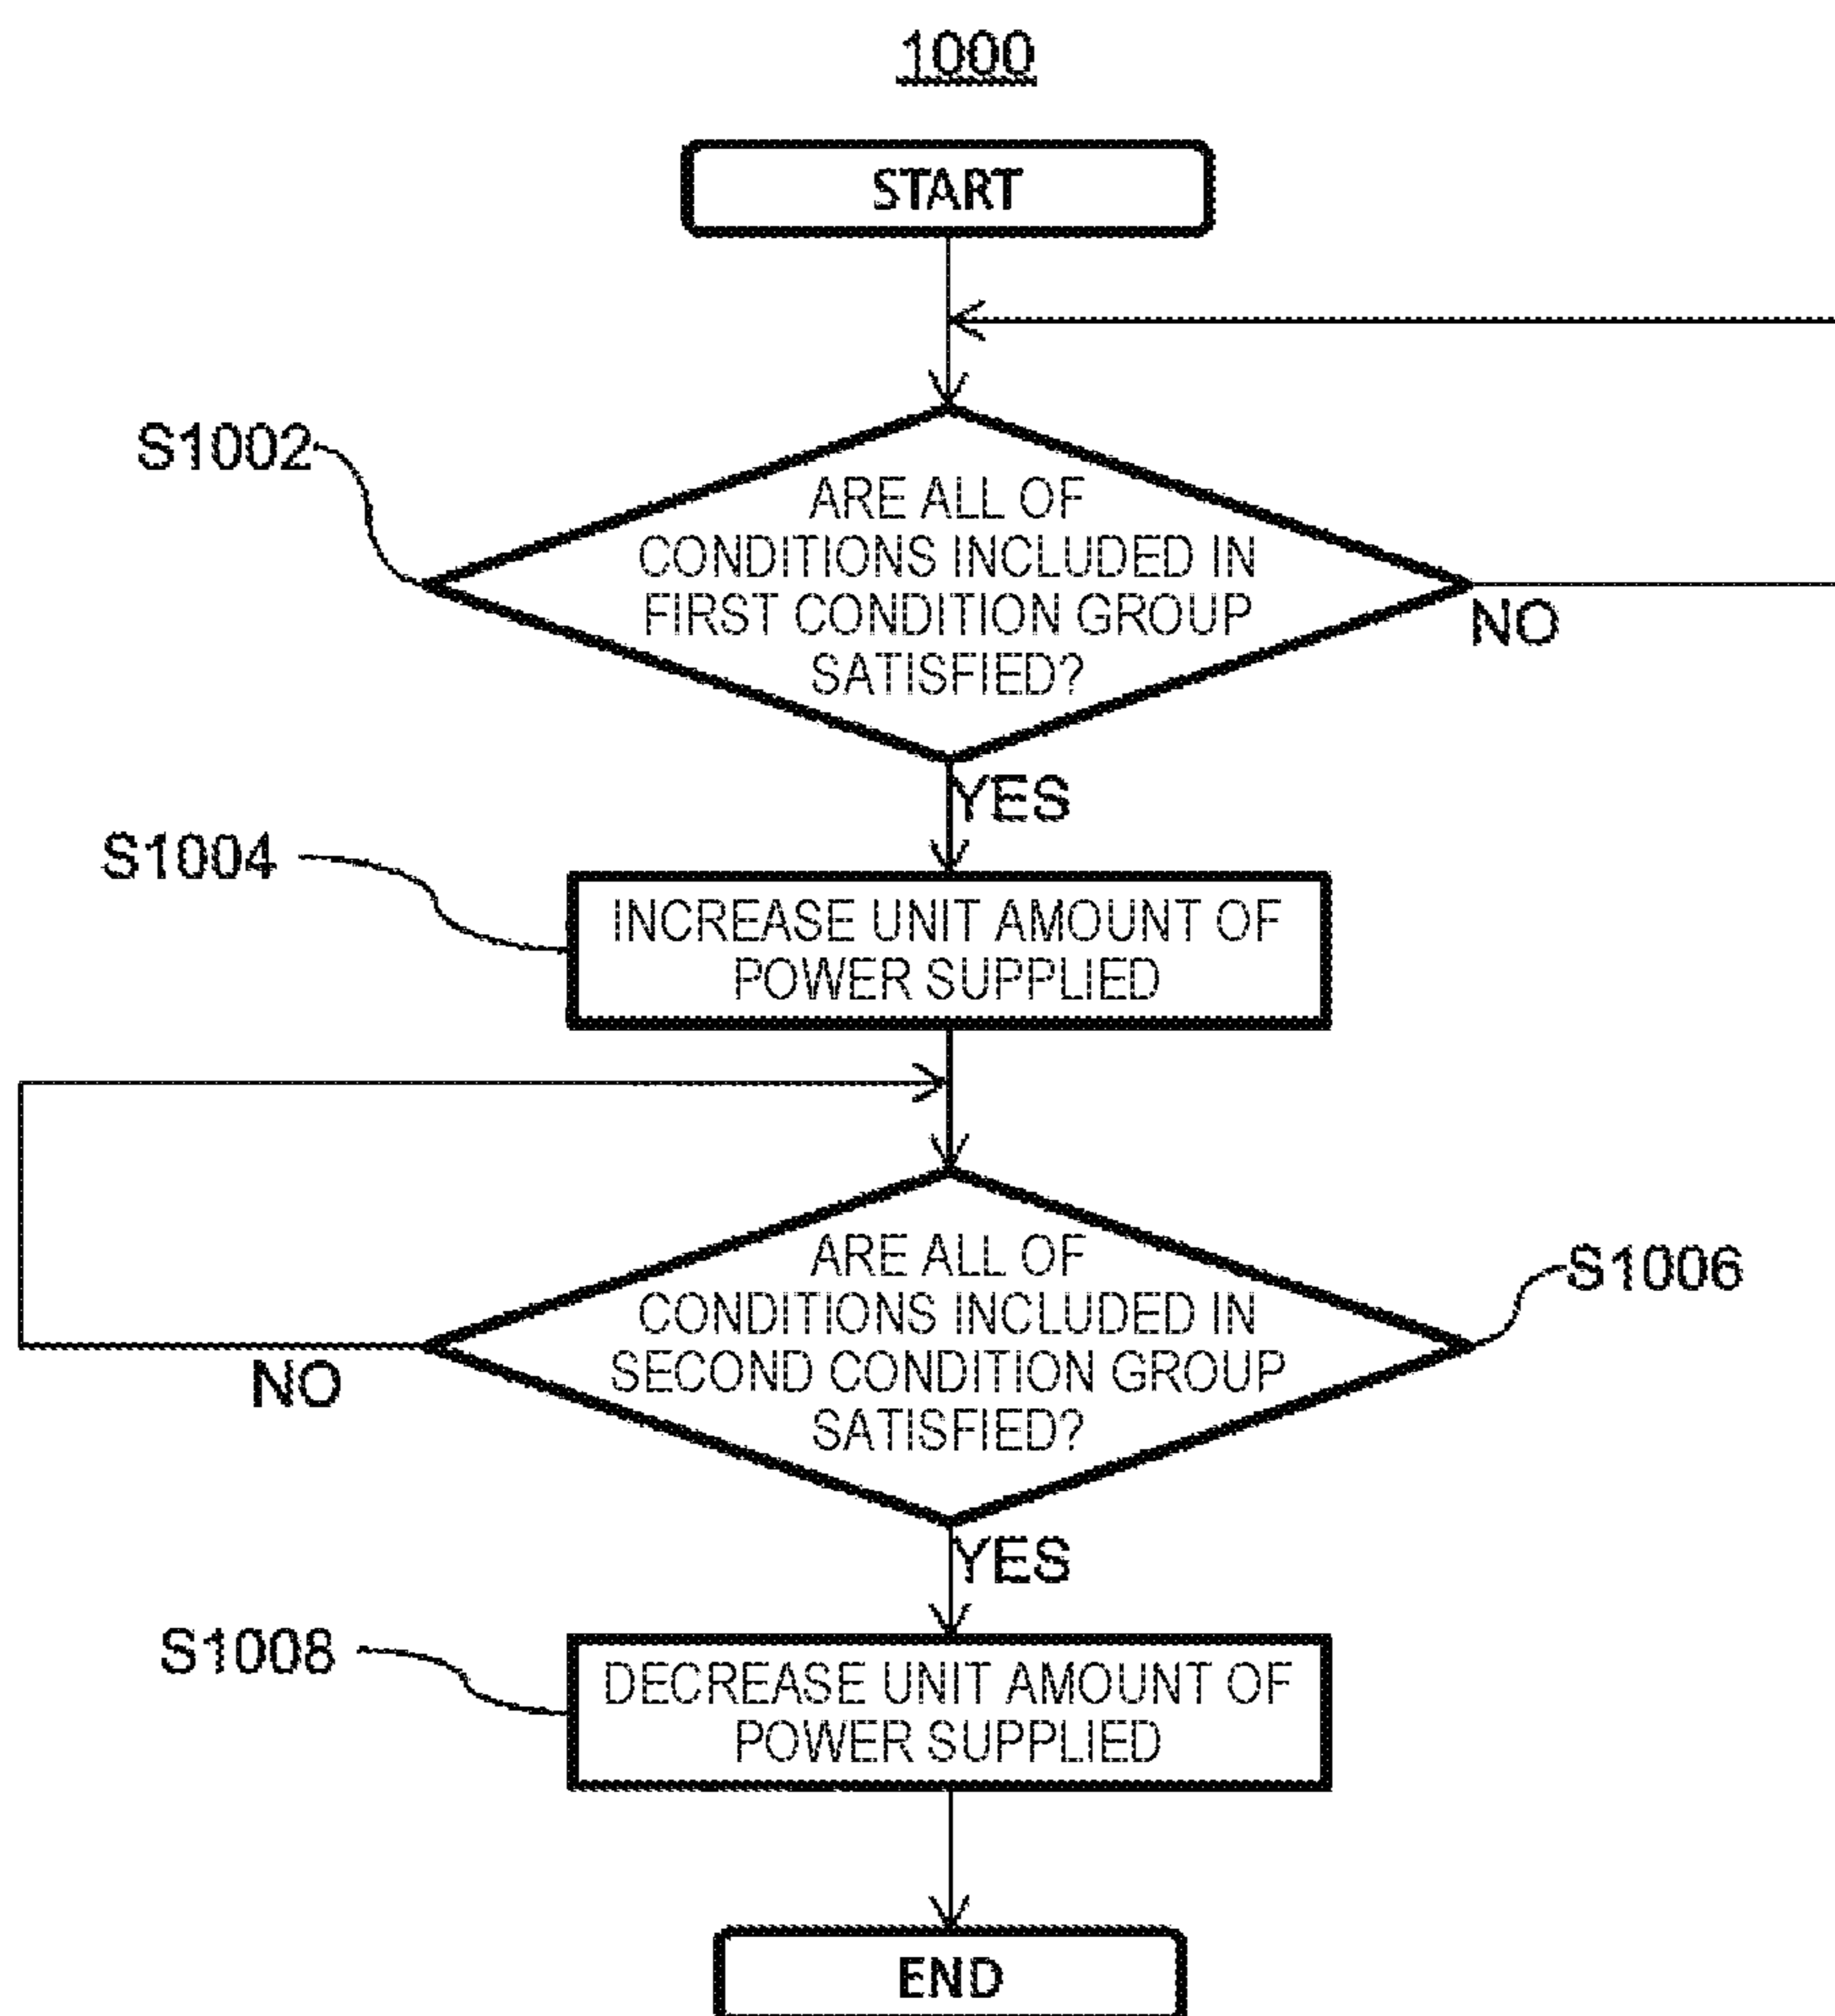 1000
START
S1002
ARE ALL OF
CONDITIONS INCLUDED IN
FIRST CONDITION GROUP
SATISFIED?
NO
YES
S1004
INCREASE UNIT AMOUNT OF
POWER SUPPLIED
ARE ALL OF
CONDITIONS INCLUDED IN
SECOND CONDITION GROUP
SATISFIED?
S1006
NO
YES
S1008
DECREASE UNIT AMOUNT OF
POWER SUPPLIED
END